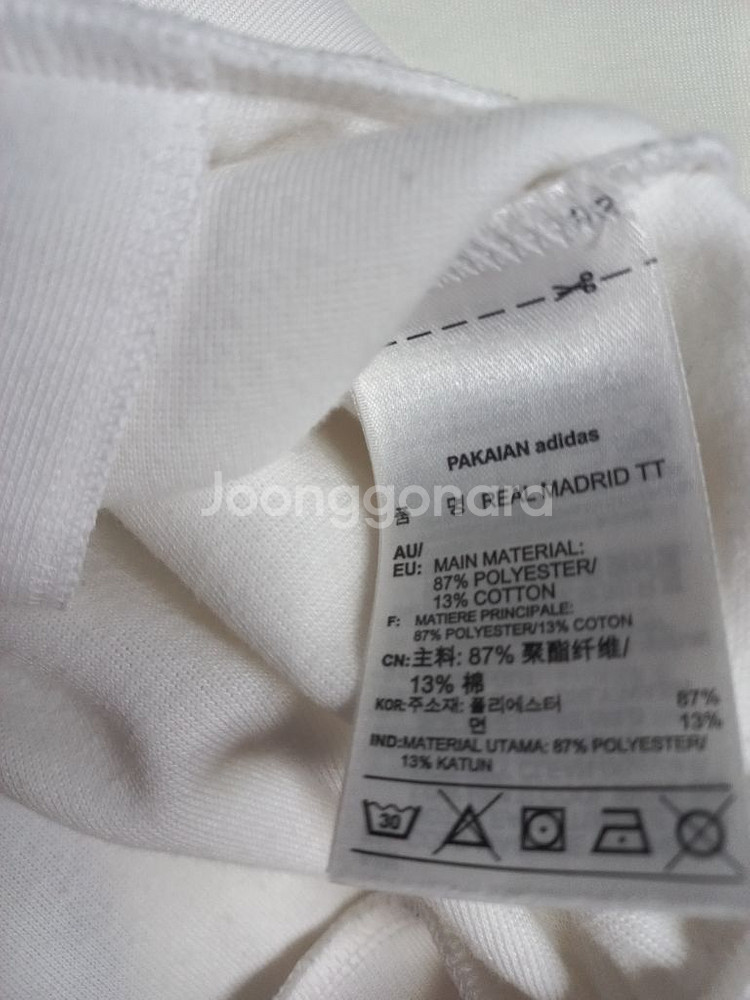 PAKAIAN adidas
품 명 REAL MADRID TT
AU/
EU: MAIN MATERIAL:
87% POLYESTER/
13% COTTON
F: MATIERE PRINCIPALE:
87% POLYESTER/13% COTON
CN:主料: 87% 聚酯纤维/
13% 棉
KOR:주소재: 폴리에스터 87%
면 13%
IND:MATERIAL UTAMA: 87% POLYESTER/
13% KATUN
30
Joonggonara